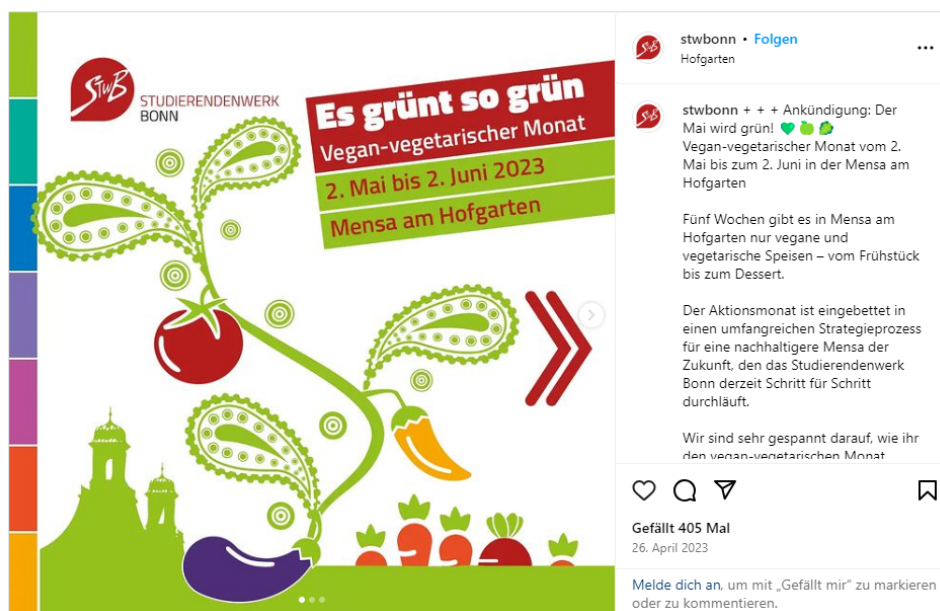 StwB
STUDIERENDENWERK
BONN
Es grünt so grün
Vegan-vegetarischer Monat
2. Mai bis 2. Juni 2023
Mensa am Hofgarten
stwbonn • Folgen
Hofgarten
stwbonn + + + Ankündigung: Der
Mai wird grün! 💚🍏🥬
Vegan-vegetarischer Monat vom 2.
Mai bis zum 2. Juni in der Mensa am
Hofgarten
Fünf Wochen gibt es in Mensa am
Hofgarten nur vegane und
vegetarische Speisen – vom Frühstück
bis zum Dessert.
Der Aktionsmonat ist eingebettet in
einen umfangreichen Strategieprozess
für eine nachhaltigere Mensa der
Zukunft, den das Studierendenwerk
Bonn derzeit Schritt für Schritt
durchläuft.
Wir sind sehr gespannt darauf, wie ihr
den vegan-vegetarischen Monat
Gefällt 405 Mal
26. April 2023
Melde dich an, um mit „Gefällt mir“ zu markieren
oder zu kommentieren.